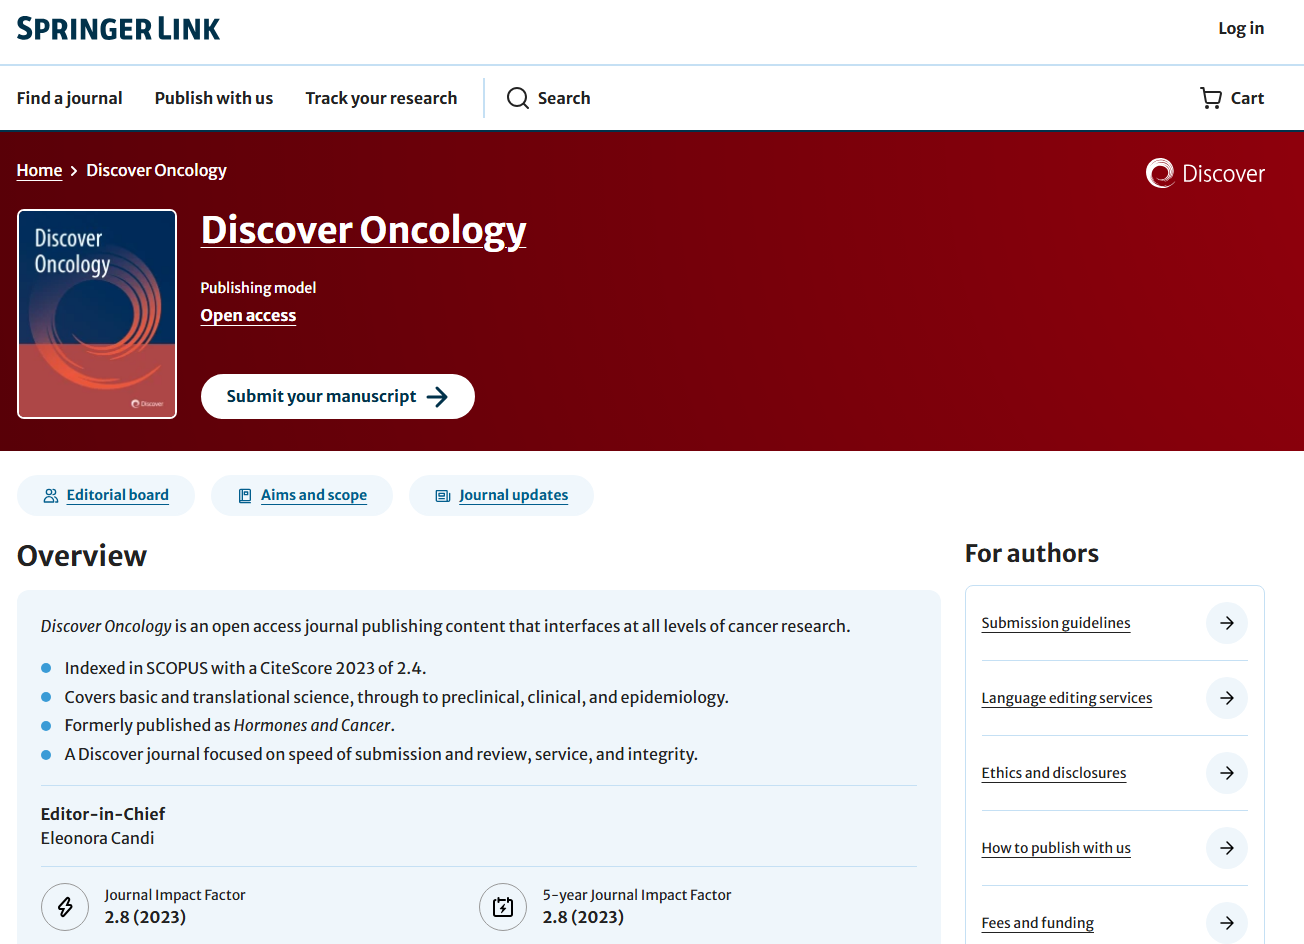 SPRINGER LINK
Log in
Find a journal
Publish with us
Track your research
Search
Cart
Home > Discover Oncology
Discover
Discover
Oncology
Discover
Discover Oncology
Publishing model
Open access
Submit your manuscript
Editorial board
Aims and scope
Journal updates
Overview
Discover Oncology is an open access journal publishing content that interfaces at all levels of cancer research.
Indexed in SCOPUS with a CiteScore 2023 of 2.4.
Covers basic and translational science, through to preclinical, clinical, and epidemiology.
Formerly published as Hormones and Cancer.
A Discover journal focused on speed of submission and review, service, and integrity.
Editor-in-Chief
Eleonora Candi
Journal Impact Factor
2.8 (2023)
5-year Journal Impact Factor
2.8 (2023)
For authors
Submission guidelines
Language editing services
Ethics and disclosures
How to publish with us
Fees and funding